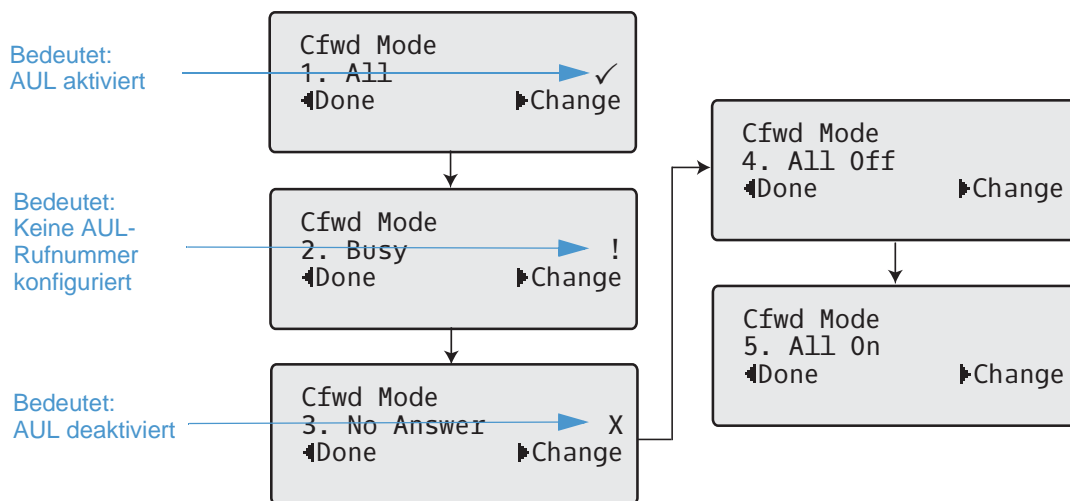 Bedeutet:
AUL aktiviert
Cfwd Mode
1. All ✓
◀Done ▶Change
Bedeutet:
Keine AUL-
Rufnummer
konfiguriert
Cfwd Mode
2. Busy !
◀Done ▶Change
Bedeutet:
AUL deaktiviert
Cfwd Mode
3. No Answer X
◀Done ▶Change
Cfwd Mode
4. All Off
◀Done ▶Change
Cfwd Mode
5. All On
◀Done ▶Change